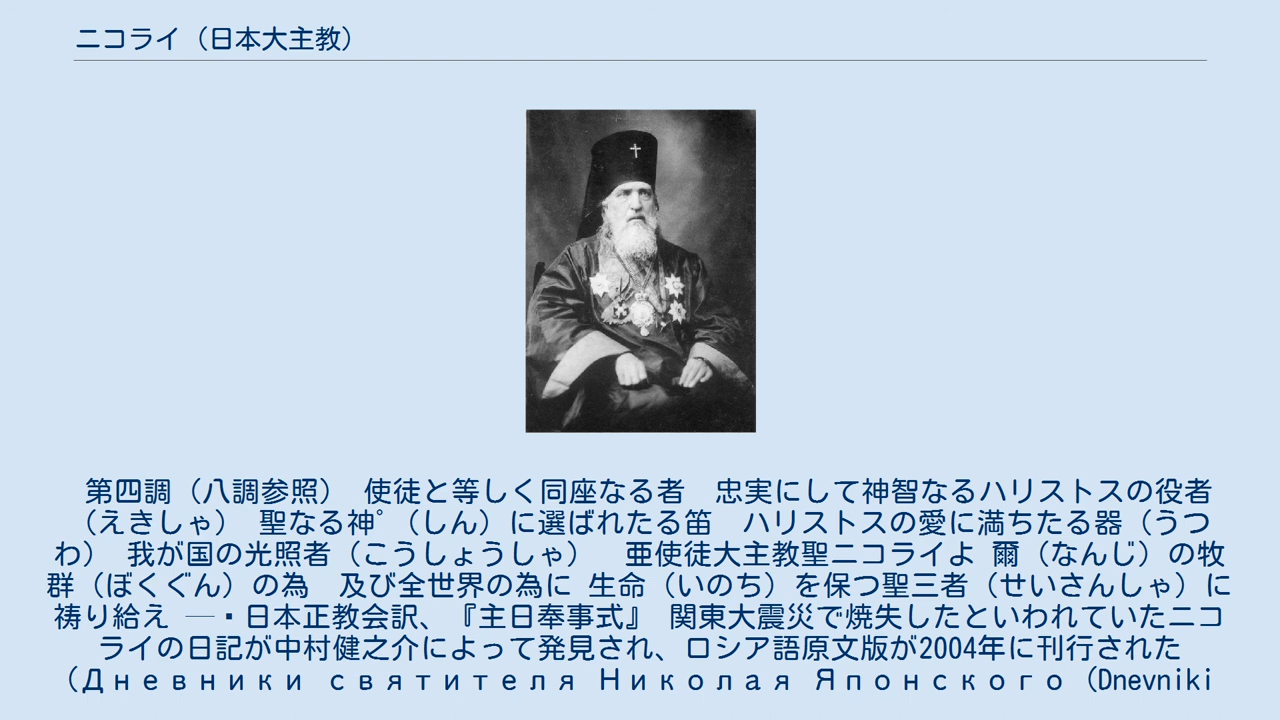 ニコライ（日本大主教）
第四調（八調参照）　使徒と等しく同座なる者　忠実にして神智なるハリストスの役者
（えきしゃ）　聖なる神゜（しん）に選ばれたる笛　ハリストスの愛に満ちたる器（うつ
わ）　我が国の光照者（こうしょうしゃ）　亜使徒大主教聖ニコライよ 爾（なんじ）の牧
群（ぼくぐん）の為　及び全世界の為に 生命（いのち）を保つ聖三者（せいさんしゃ）に
祷り給え ―・日本正教会訳、『主日奉事式』 関東大震災で焼失したといわれていたニコ
ライの日記が中村健之介によって発見され、ロシア語原文版が2004年に刊行された
（Дневники святителя Николая Японского (Dnevniki